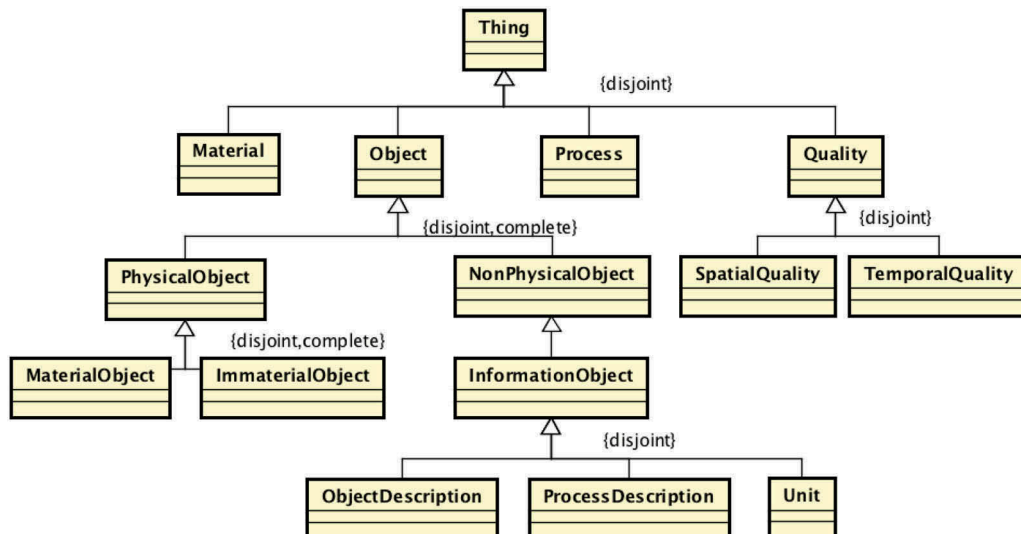 Thing
{disjoint}
Material
Object
Process
Quality
{disjoint,complete}
{disjoint}
PhysicalObject
NonPhysicalObject
SpatialQuality
TemporalQuality
{disjoint,complete}
MaterialObject
ImmaterialObject
InformationObject
{disjoint}
ObjectDescription
ProcessDescription
Unit